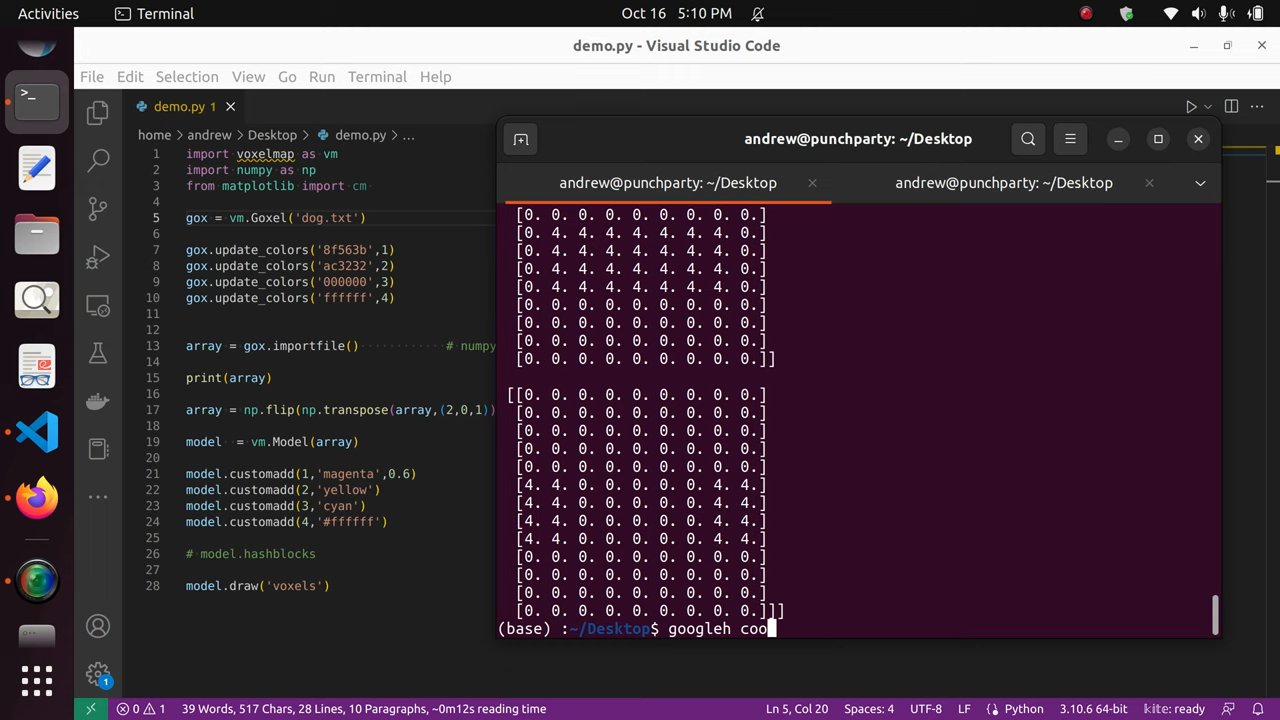 Activities Terminal Oct 16 5:10 PM
demo.py - Visual Studio Code
File Edit Selection View Go Run Terminal Help
demo.py 1
home andrew Desktop demo.py ...
1 import voxelmap as vm
2 import numpy as np
3 from matplotlib import cm
4
5 gox = vm.Goxel('dog.txt')
6
7 gox.update_colors('8f563b',1)
8 gox.update_colors('ac3232',2)
9 gox.update_colors('000000',3)
10 gox.update_colors('ffffff',4)
11
12
13 array = gox.importfile() # numpy
14
15 print(array)
16
17 array = np.flip(np.transpose(array,(2,0,1))
18
19 model = vm.Model(array)
20
21 model.customadd(1,'magenta',0.6)
22 model.customadd(2,'yellow')
23 model.customadd(3,'cyan')
24 model.customadd(4,'#ffffff')
25
26 # model.hashblocks
27
28 model.draw('voxels')
andrew@punchparty: ~/Desktop
andrew@punchparty: ~/Desktop andrew@punchparty: ~/Desktop
[0. 0. 0. 0. 0. 0. 0. 0. 0.]
[0. 4. 4. 4. 4. 4. 4. 4. 0.]
[0. 4. 4. 4. 4. 4. 4. 4. 0.]
[0. 4. 4. 4. 4. 4. 4. 4. 0.]
[0. 4. 4. 4. 4. 4. 4. 4. 0.]
[0. 0. 0. 0. 0. 0. 0. 0. 0.]
[0. 0. 0. 0. 0. 0. 0. 0. 0.]
[0. 0. 0. 0. 0. 0. 0. 0. 0.]
[0. 0. 0. 0. 0. 0. 0. 0. 0.]]
[[0. 0. 0. 0. 0. 0. 0. 0. 0.]
[0. 0. 0. 0. 0. 0. 0. 0. 0.]
[0. 0. 0. 0. 0. 0. 0. 0. 0.]
[0. 0. 0. 0. 0. 0. 0. 0. 0.]
[0. 0. 0. 0. 0. 0. 0. 0. 0.]
[4. 4. 0. 0. 0. 0. 0. 4. 4.]
[4. 4. 0. 0. 0. 0. 0. 4. 4.]
[4. 4. 0. 0. 0. 0. 0. 4. 4.]
[4. 4. 0. 0. 0. 0. 0. 4. 4.]
[0. 0. 0. 0. 0. 0. 0. 0. 0.]
[0. 0. 0. 0. 0. 0. 0. 0. 0.]
[0. 0. 0. 0. 0. 0. 0. 0. 0.]
[0. 0. 0. 0. 0. 0. 0. 0. 0.]]]
(base) :~/Desktop$ googleh coo
1
0 1 39 Words, 517 Chars, 28 Lines, 10 Paragraphs, ~0m12s reading time Ln 5, Col 20 Spaces: 4 UTF-8 LF Python 3.10.6 64-bit kite: ready